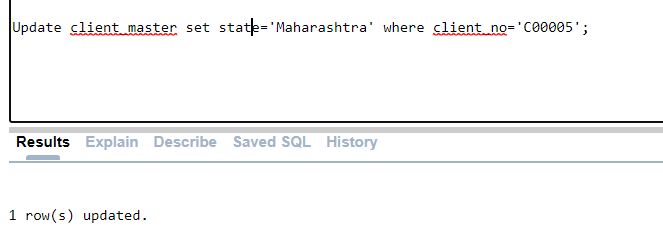 Update client_master set state='Maharashtra' where client_no='C00005';
Results Explain Describe Saved SQL History
1 row(s) updated.